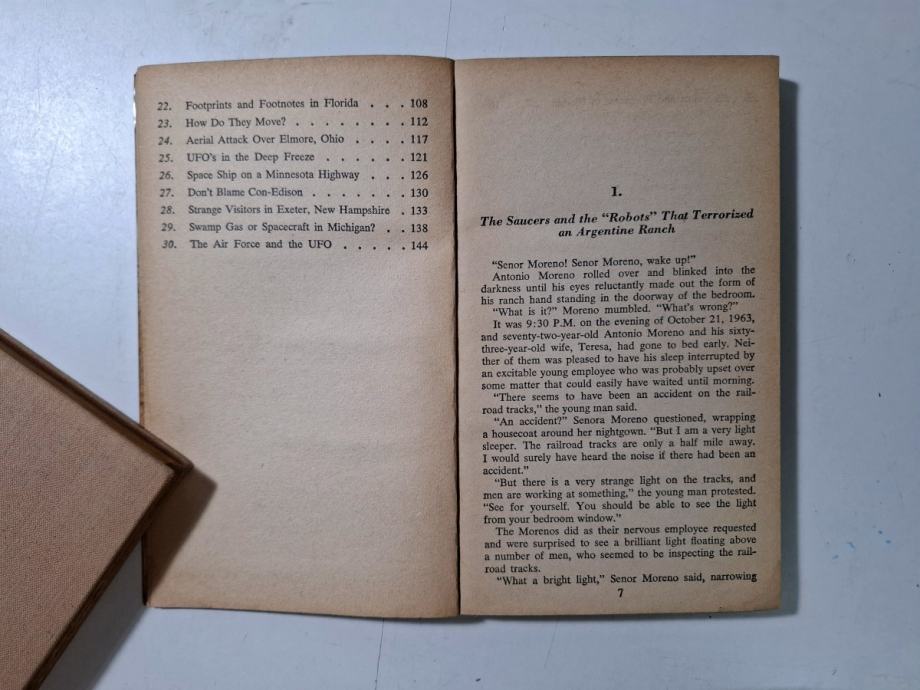 22. Footprints and Footnotes in Florida . . . 108
23. How Do They Move? . . . . . . . . 112
24. Aerial Attack Over Elmore, Ohio . . . . 117
25. UFO's in the Deep Freeze . . . . . . 121
26. Space Ship on a Minnesota Highway . . . 126
27. Don't Blame Con-Edison . . . . . . . 130
28. Strange Visitors in Exeter, New Hampshire . 133
29. Swamp Gas or Spacecraft in Michigan? . . 138
30. The Air Force and the UFO . . . . . 144
1.
The Saucers and the "Robots" That Terrorized
an Argentine Ranch
"Senor Moreno! Senor Moreno, wake up!"
Antonio Moreno rolled over and blinked into the
darkness until his eyes reluctantly made out the form of
his ranch hand standing in the doorway of the bedroom.
"What is it?" Moreno mumbled. "What's wrong?"
It was 9:30 P.M. on the evening of October 21, 1963,
and seventy-two-year-old Antonio Moreno and his sixty-
three-year-old wife, Teresa, had gone to bed early. Nei-
ther of them was pleased to have his sleep interrupted by
an excitable young employee who was probably upset over
some matter that could easily have waited until morning.
"There seems to have been an accident on the rail-
road tracks," the young man said.
"An accident?" Senora Moreno questioned, wrapping
a housecoat around her nightgown. "But I am a very light
sleeper. The railroad tracks are only a half mile away.
I would surely have heard the noise if there had been an
accident."
"But there is a very strange light on the tracks, and
men are working at something," the young man protested.
"See for yourself. You should be able to see the light
from your bedroom window."
The Morenos did as their nervous employee requested
and were surprised to see a brilliant light floating above
a number of men, who seemed to be inspecting the rail-
road tracks.
"What a bright light," Senor Moreno said, narrowing
7